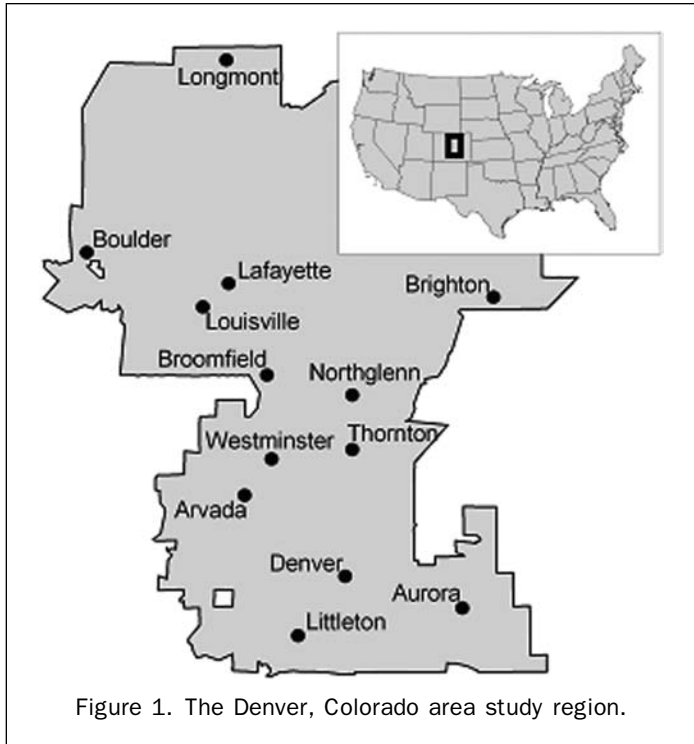 Longmont
Boulder
Lafayette
Brighton
Louisville
Broomfield
Northglenn
Thornton
Westminster
Arvada
Denver
Aurora
Littleton
Figure 1. The Denver, Colorado area study region.